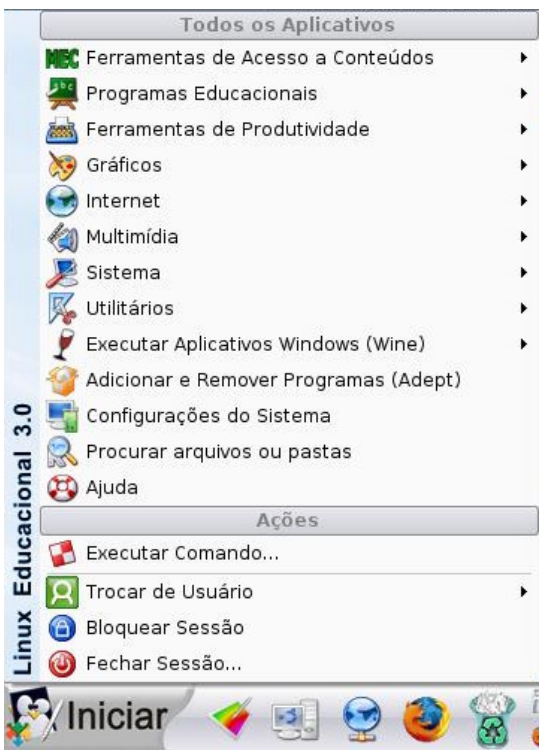 Todos os Aplicativos
MEC Ferramentas de Acesso a Conteúdos
abc Programas Educacionais
Ferramentas de Produtividade
Gráficos
Internet
Multimídia
Sistema
Utilitários
Executar Aplicativos Windows (Wine)
Adicionar e Remover Programas (Adept)
Configurações do Sistema
Procurar arquivos ou pastas
Ajuda
Ações
Executar Comando...
Trocar de Usuário
Bloquear Sessão
Fechar Sessão...
Linux Educacional 3.0
Iniciar